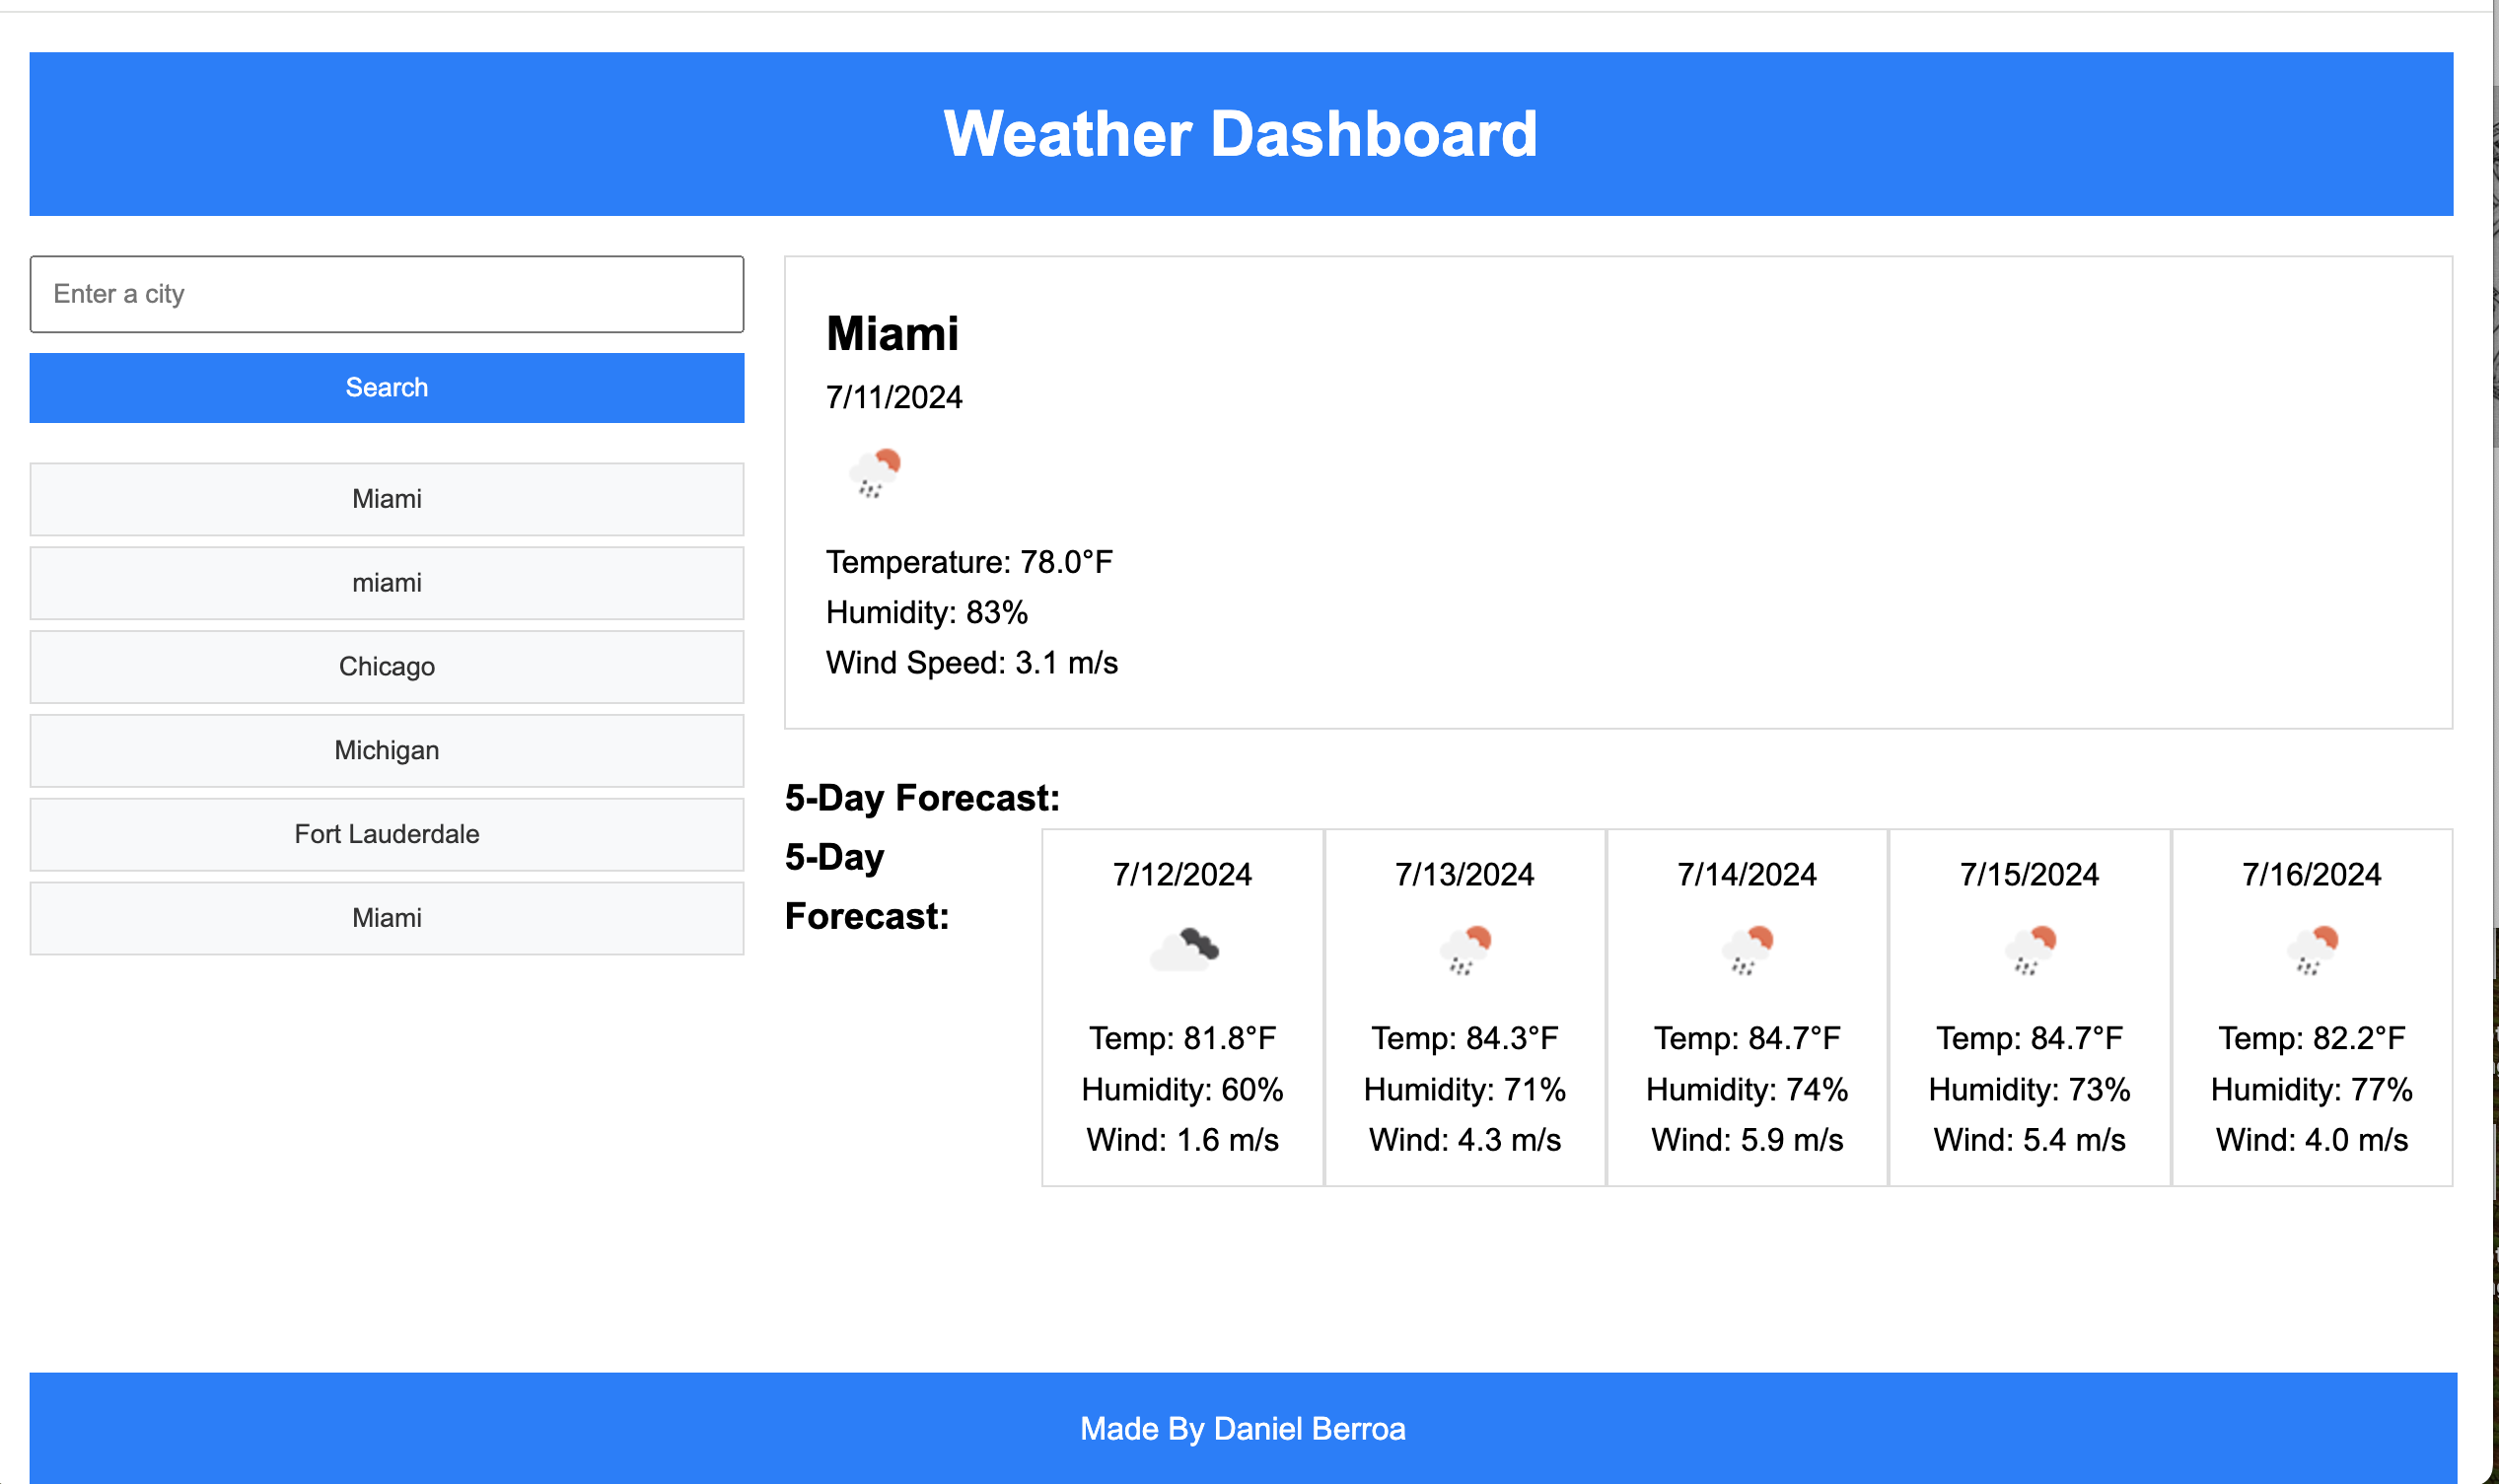 Weather Dashboard
Enter a city
Search
Miami
miami
Chicago
Michigan
Fort Lauderdale
Miami
Miami
7/11/2024
Temperature: 78.0°F
Humidity: 83%
Wind Speed: 3.1 m/s
5-Day Forecast:
5-Day
Forecast:
7/12/2024
Temp: 81.8°F
Humidity: 60%
Wind: 1.6 m/s
7/13/2024
Temp: 84.3°F
Humidity: 71%
Wind: 4.3 m/s
7/14/2024
Temp: 84.7°F
Humidity: 74%
Wind: 5.9 m/s
7/15/2024
Temp: 84.7°F
Humidity: 73%
Wind: 5.4 m/s
7/16/2024
Temp: 82.2°F
Humidity: 77%
Wind: 4.0 m/s
Made By Daniel Berroa